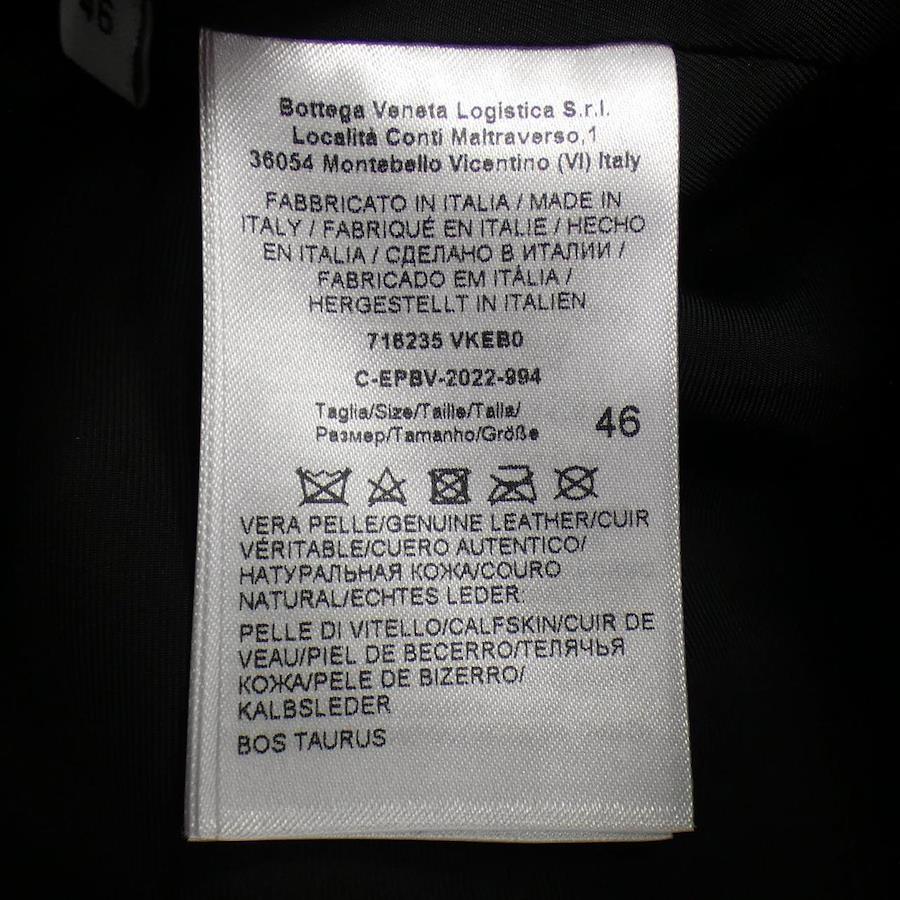 46
Bottega Veneta Logistica S.r.l.
Località Conti Maltraverso,1
36054 Montebello Vicentino (VI) Italy
FABBRICATO IN ITALIA / MADE IN
ITALY / FABRIQUÉ EN ITALIE / HECHO
EN ITALIA / СДЕЛАНО В ИТАЛИИ /
FABRICADO EM ITÁLIA /
HERGESTELLT IN ITALIEN
716235 VKEB0
C-EPBV-2022-994
Taglia/Size/Taille/Talla/
Размер/Tamanho/Größe 46
VERA PELLE/GENUINE LEATHER/CUIR
VÉRITABLE/CUERO AUTENTICO/
НАТУРАЛЬНАЯ КОЖА/COURO
NATURAL/ECHTES LEDER:
PELLE DI VITELLO/CALFSKIN/CUIR DE
VEAU/PIEL DE BECERRO/ТЕЛЯЧЬЯ
КОЖА/PELE DE BIZERRO/
KALBSLEDER
BOS TAURUS